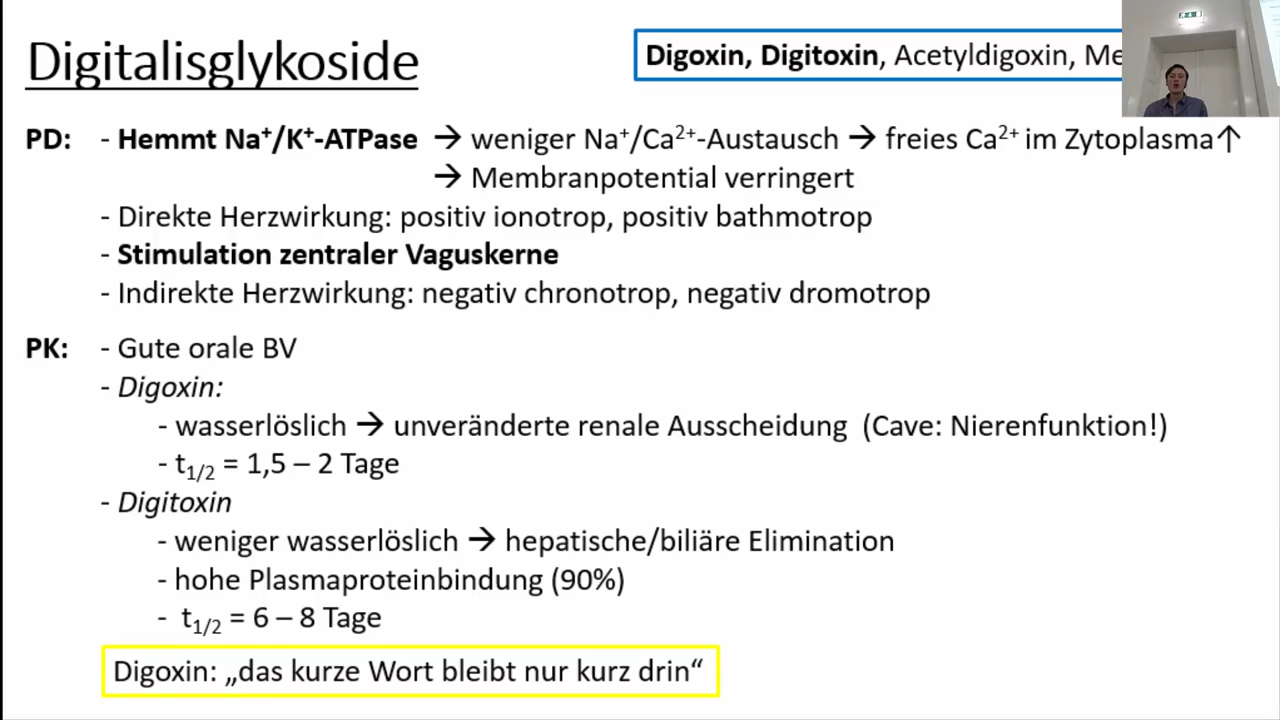 Digitalisglykoside
Digoxin, Digitoxin, Acetyldigoxin,
PD: - Hemmt Na⁺/K⁺-ATPase → weniger Na⁺/Ca²⁺-Austausch → freies Ca²⁺ im Zytoplasma↑
→ Membranpotential verringert
- Direkte Herzwirkung: positiv ionotrop, positiv bathmotrop
- Stimulation zentraler Vaguskerne
- Indirekte Herzwirkung: negativ chronotrop, negativ dromotrop
PK: - Gute orale BV
- Digoxin:
- wasserlöslich → unveränderte renale Ausscheidung (Cave: Nierenfunktion!)
- t₁/₂ = 1,5 – 2 Tage
- Digitoxin
- weniger wasserlöslich → hepatische/biliäre Elimination
- hohe Plasmaproteinbindung (90%)
- t₁/₂ = 6 – 8 Tage
Digoxin: „das kurze Wort bleibt nur kurz drin“